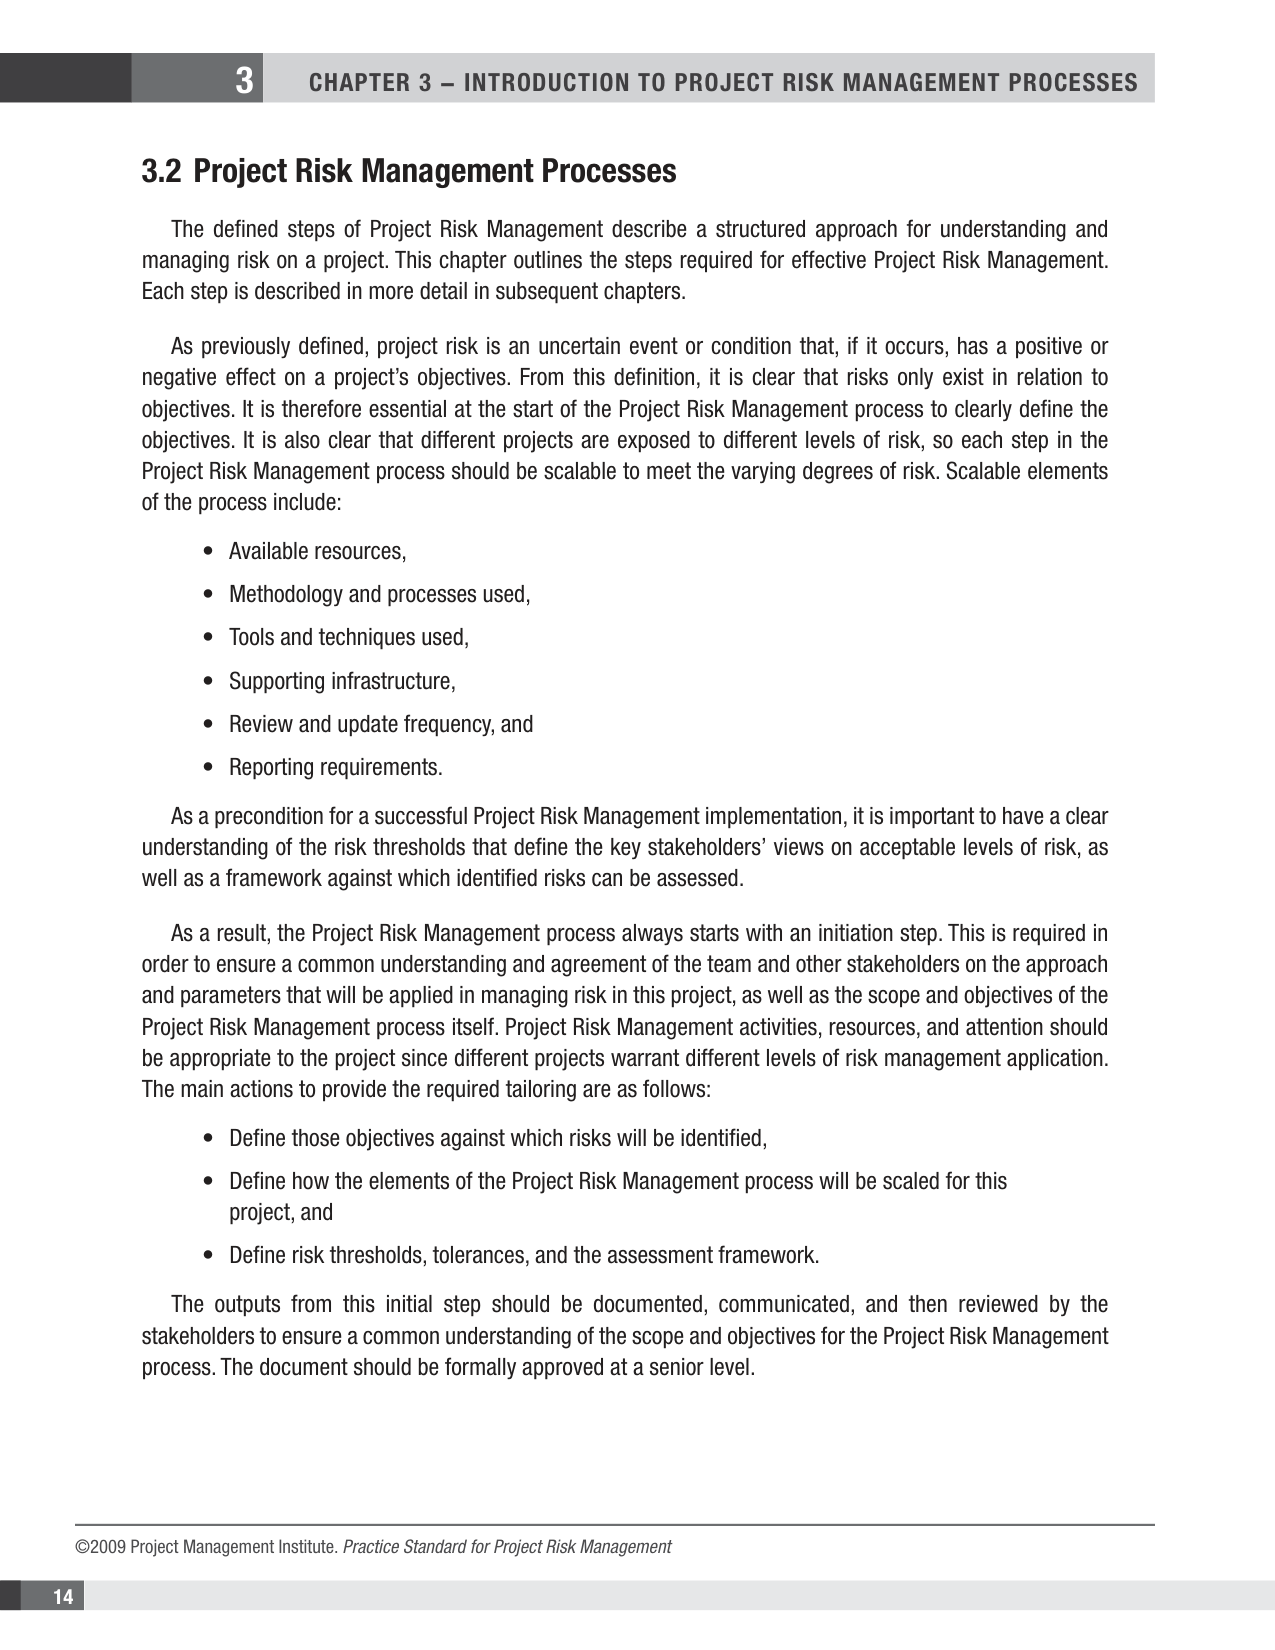 3
CHAPTER 3 – INTRODUCTION TO PROJECT RISK MANAGEMENT PROCESSES
3.2 Project Risk Management Processes
The defined steps of Project Risk Management describe a structured approach for understanding and
managing risk on a project. This chapter outlines the steps required for effective Project Risk Management.
Each step is described in more detail in subsequent chapters.
As previously defined, project risk is an uncertain event or condition that, if it occurs, has a positive or
negative effect on a project’s objectives. From this definition, it is clear that risks only exist in relation to
objectives. It is therefore essential at the start of the Project Risk Management process to clearly define the
objectives. It is also clear that different projects are exposed to different levels of risk, so each step in the
Project Risk Management process should be scalable to meet the varying degrees of risk. Scalable elements
of the process include:
• Available resources,
• Methodology and processes used,
• Tools and techniques used,
• Supporting infrastructure,
• Review and update frequency, and
• Reporting requirements.
As a precondition for a successful Project Risk Management implementation, it is important to have a clear
understanding of the risk thresholds that define the key stakeholders’ views on acceptable levels of risk, as
well as a framework against which identified risks can be assessed.
As a result, the Project Risk Management process always starts with an initiation step. This is required in
order to ensure a common understanding and agreement of the team and other stakeholders on the approach
and parameters that will be applied in managing risk in this project, as well as the scope and objectives of the
Project Risk Management process itself. Project Risk Management activities, resources, and attention should
be appropriate to the project since different projects warrant different levels of risk management application.
The main actions to provide the required tailoring are as follows:
• Define those objectives against which risks will be identified,
• Define how the elements of the Project Risk Management process will be scaled for this
project, and
• Define risk thresholds, tolerances, and the assessment framework.
The outputs from this initial step should be documented, communicated, and then reviewed by the
stakeholders to ensure a common understanding of the scope and objectives for the Project Risk Management
process. The document should be formally approved at a senior level.
©2009 Project Management Institute. Practice Standard for Project Risk Management
14